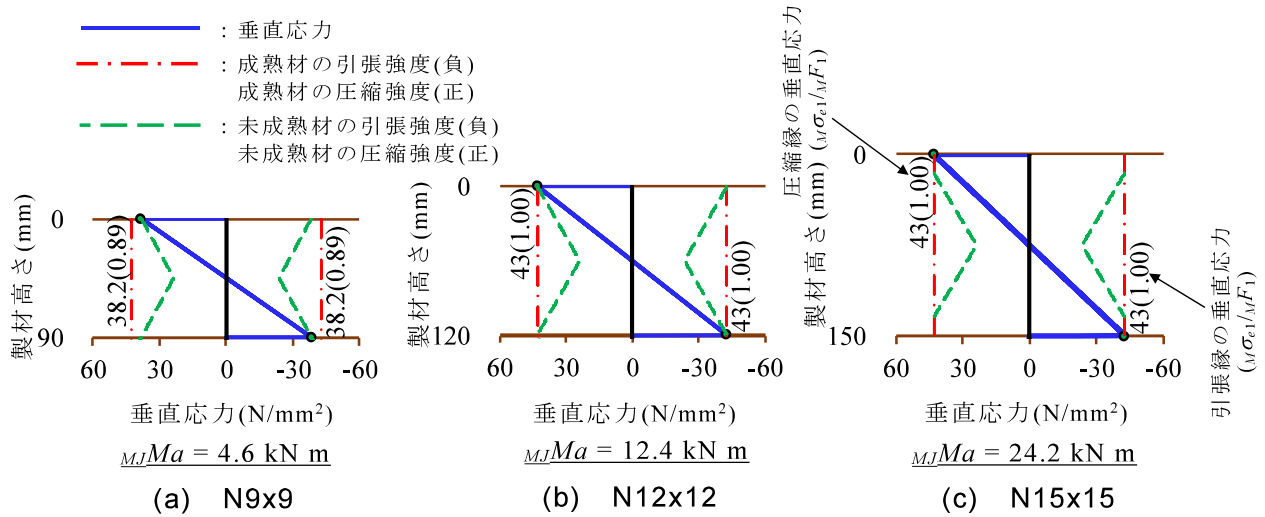 : 垂直応力
: 成熟材の引張強度(負)
成熟材の圧縮強度(正)
: 未成熟材の引張強度(負)
未成熟材の圧縮強度(正)
製材高さ(mm)
0
90
38.2(0.89)
38.2(0.89)
60 30 0 -30 -60
垂直応力(N/mm²)
MJMa = 4.6 kN m
(a) N9x9
製材高さ(mm)
0
120
43(1.00)
43(1.00)
60 30 0 -30 -60
垂直応力(N/mm²)
MJMa = 12.4 kN m
(b) N12x12
圧縮縁の垂直応力
(Mσe1/MF1)
製材高さ(mm)
0
150
43(1.00)
43(1.00)
引張縁の垂直応力
(Mσe1/MF1)
60 30 0 -30 -60
垂直応力(N/mm²)
MJMa = 24.2 kN m
(c) N15x15